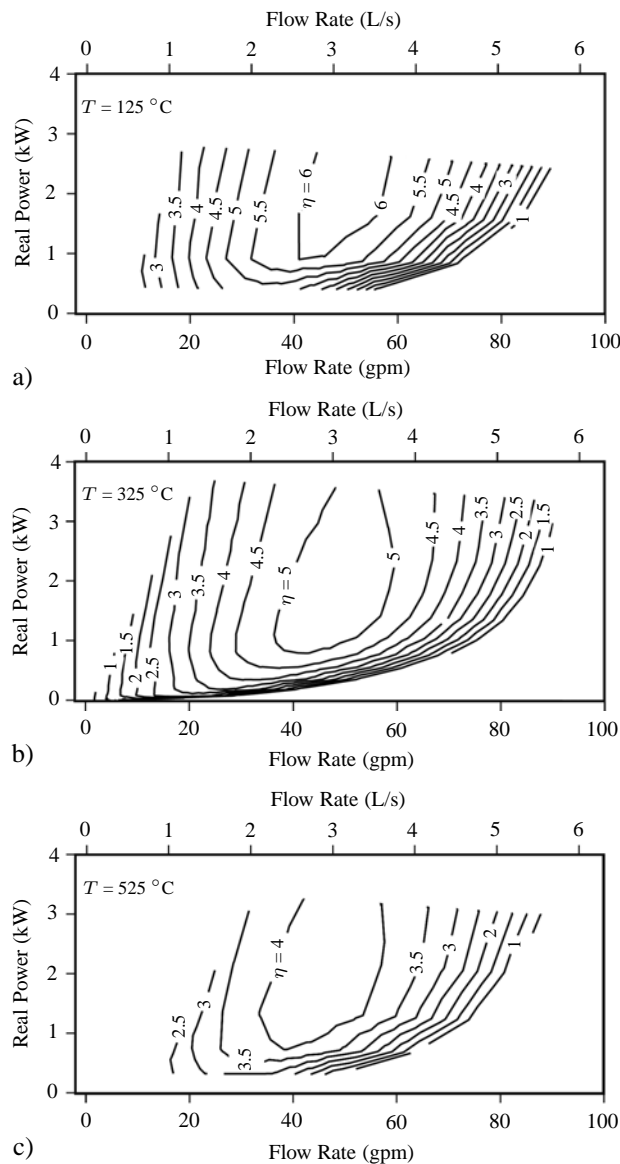 Flow Rate (L/s)
0 1 2 3 4 5 6
4
3
2
1
0
Real Power (kW)
T = 125 °C
3
3.5
4
4.5
5
5.5
η = 6
6
5.5
5
4.5
4
3
1
0 20 40 60 80 100
Flow Rate (gpm)
a)
Flow Rate (L/s)
0 1 2 3 4 5 6
4
3
2
1
0
Real Power (kW)
T = 325 °C
1
1.5
2
2.5
3
3.5
4
4.5
η = 5
5
4.5
4
3.5
3
2.5
2
1.5
1
0 20 40 60 80 100
Flow Rate (gpm)
b)
Flow Rate (L/s)
0 1 2 3 4 5 6
4
3
2
1
0
Real Power (kW)
T = 525 °C
2.5
3
3.5
η = 4
3.5
3
2
1
0 20 40 60 80 100
Flow Rate (gpm)
c)